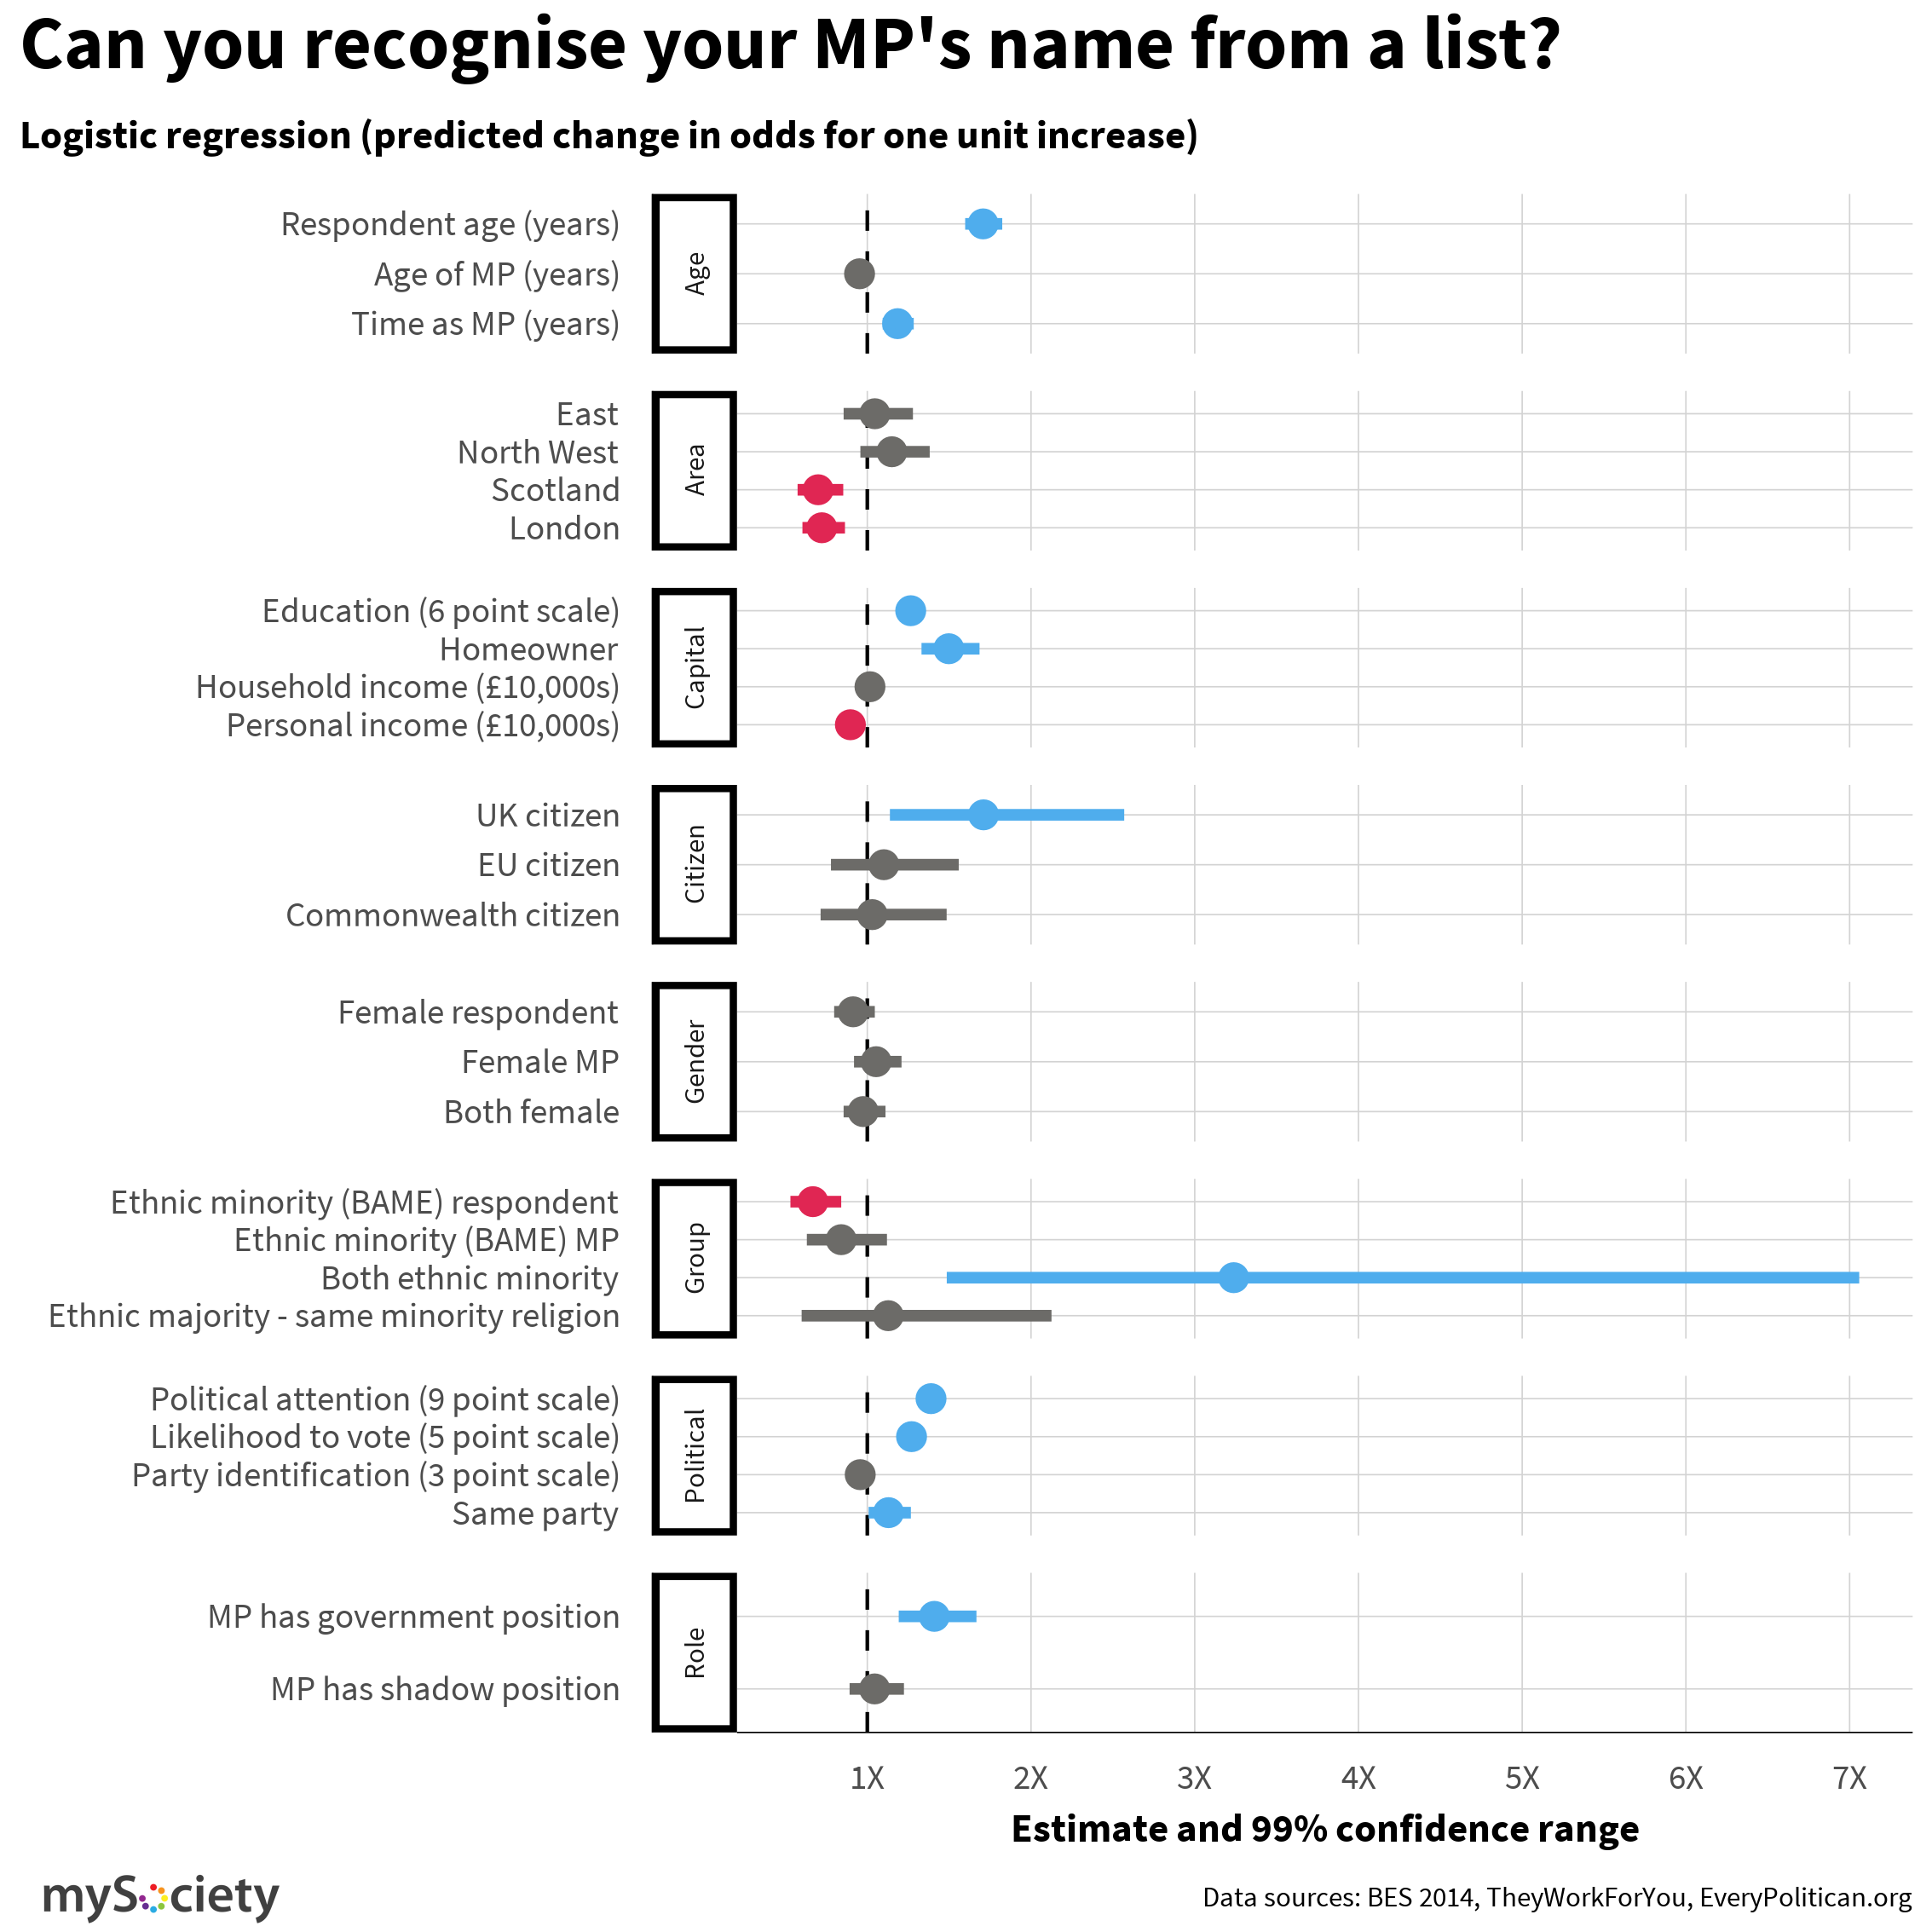 Can you recognise your MP's name from a list?
Logistic regression (predicted change in odds for one unit increase)
Age
Respondent age (years)
Age of MP (years)
Time as MP (years)
Area
East
North West
Scotland
London
Capital
Education (6 point scale)
Homeowner
Household income (£10,000s)
Personal income (£10,000s)
Citizen
UK citizen
EU citizen
Commonwealth citizen
Gender
Female respondent
Female MP
Both female
Group
Ethnic minority (BAME) respondent
Ethnic minority (BAME) MP
Both ethnic minority
Ethnic majority - same minority religion
Political
Political attention (9 point scale)
Likelihood to vote (5 point scale)
Party identification (3 point scale)
Same party
Role
MP has government position
MP has shadow position
1X 2X 3X 4X 5X 6X 7X
Estimate and 99% confidence range
mySociety
Data sources: BES 2014, TheyWorkForYou, EveryPolitican.org